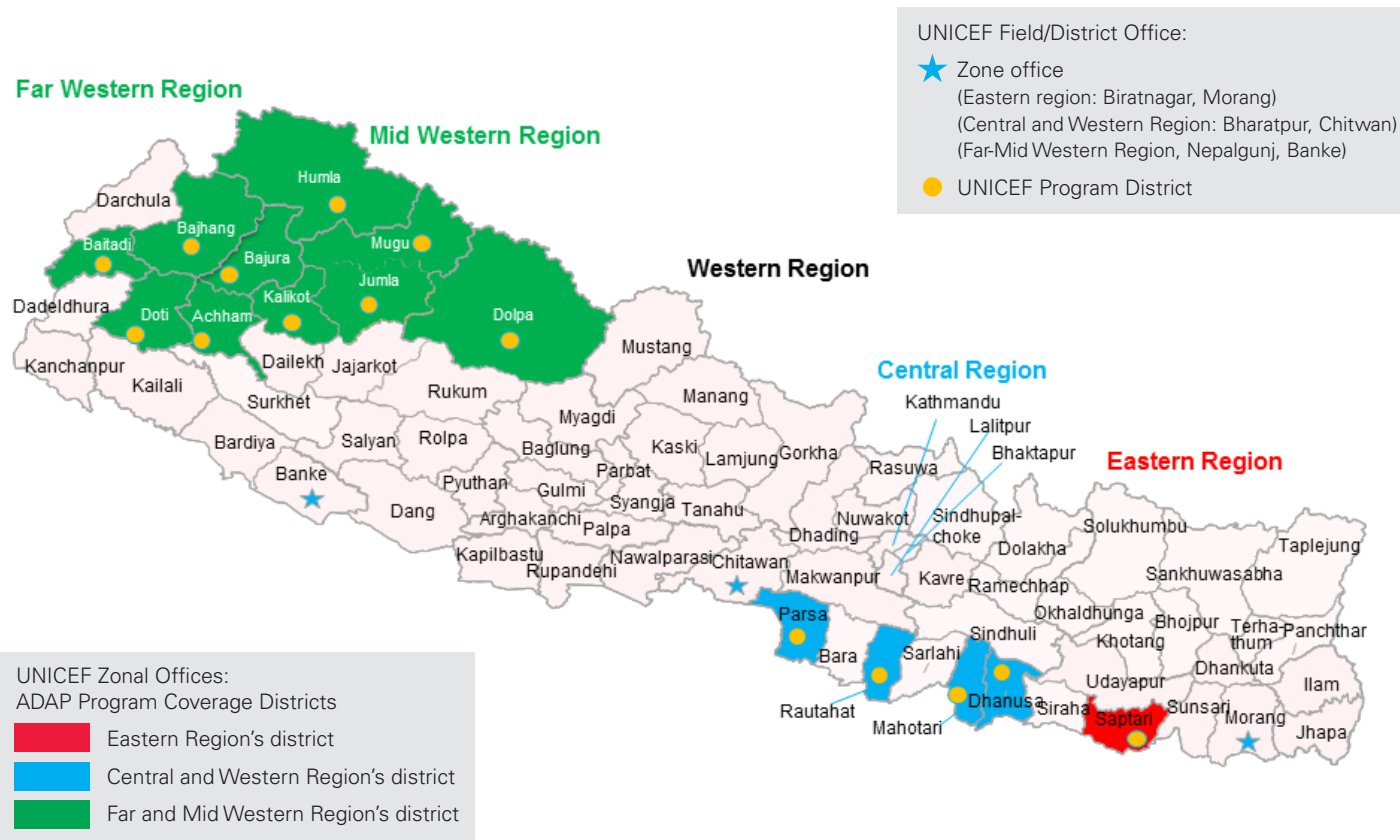 UNICEF Field/District Office:
Zone office
(Eastern region: Biratnagar, Morang)
(Central and Western Region: Bharatpur, Chitwan)
(Far-Mid Western Region, Nepalgunj, Banke)
UNICEF Program District
Far Western Region
Mid Western Region
Humla
Darchula
Bajhang
Baitadi
Mugu
Bajura
Western Region
Jumla
Kalikot
Dadeldhura
Doti
Achham
Dolpa
Mustang
Dailekh
Jajarkot
Kanchanpur
Kailali
Central Region
Rukum
Manang
Surkhet
Kathmandu
Myagdi
Lalitpur
Bardiya
Salyan
Rolpa
Baglung
Kaski
Lamjung
Gorkha
Bhaktapur
Eastern Region
Rasuwa
Banke
Parbat
Pyuthan
Gulmi
Syangja
Tanahu
Dang
Arghakanchi
Palpa
Nuwakot
Sindhupal-
choke
Solukhumbu
Dhading
Dolakha
Taplejung
Kapilbastu
Rupandehi
Nawalparasi
Chitawan
Makwanpur
Kavre
Ramechhap
Sankhuwasabha
Parsa
Okhaldhunga
Bhojpur
Terha-
thum
Panchthar
Sindhuli
Khotang
Bara
Sarlahi
Dhankuta
Udayapur
Ilam
Rautahat
Mahotari
Dhanusa
Siraha
Saptari
Sunsari
Morang
Jhapa
UNICEF Zonal Offices:
ADAP Program Coverage Districts
Eastern Region's district
Central and Western Region's district
Far and Mid Western Region's district